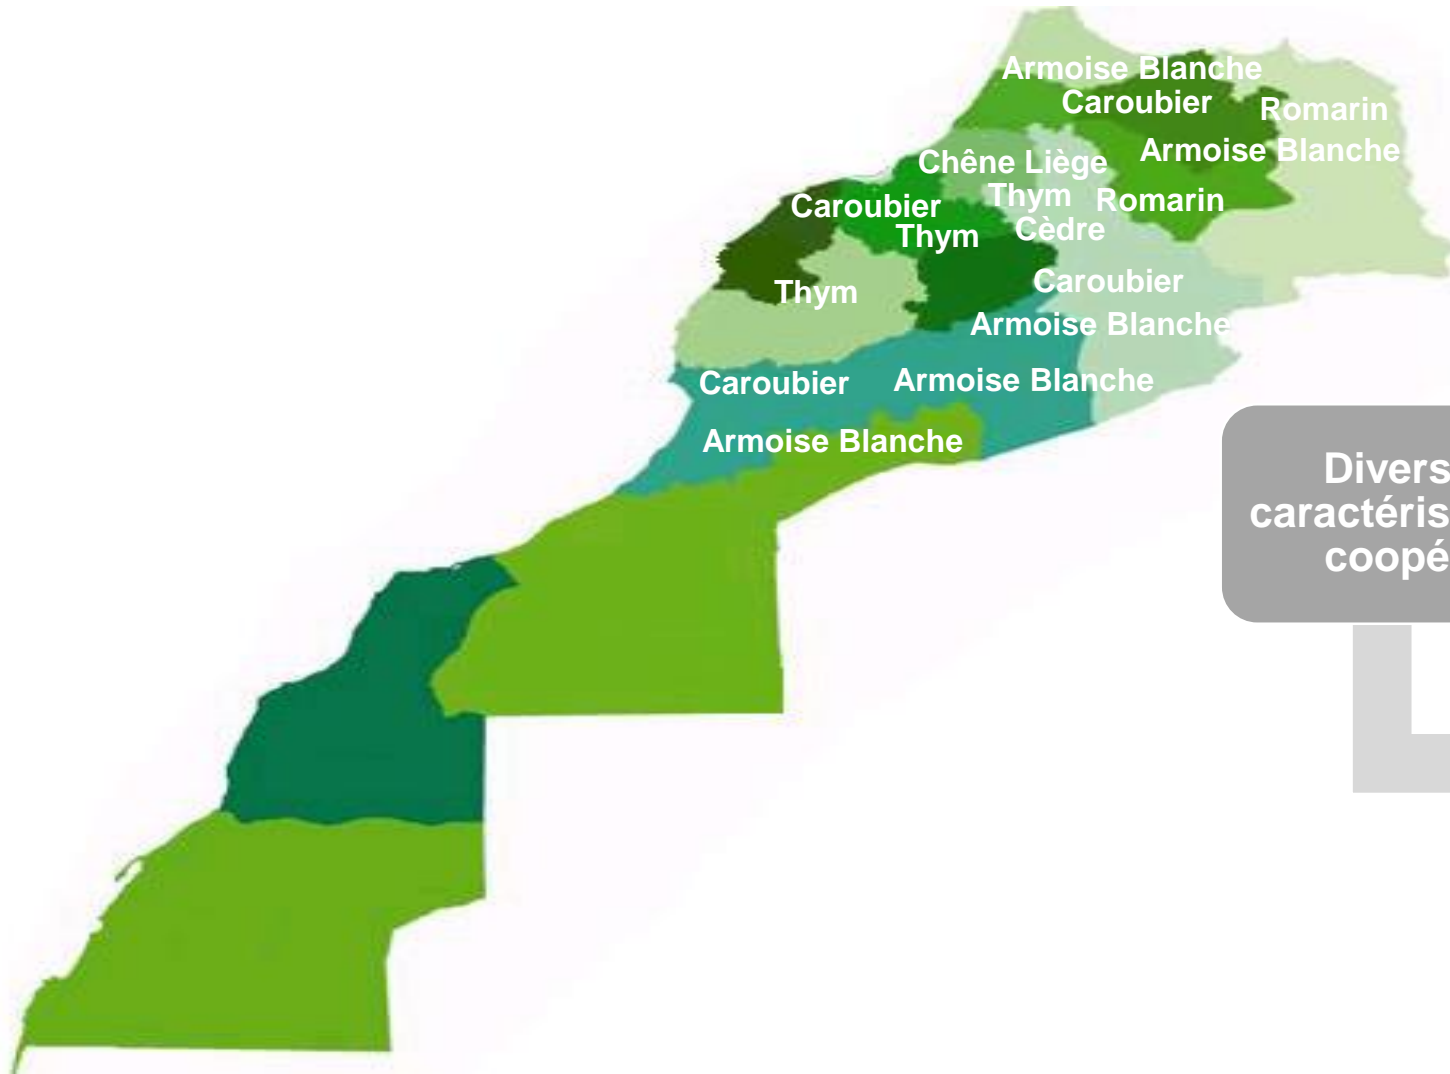 Armoise Blanche
Caroubier
Romarin
Armoise Blanche
Chêne Liège
Thym
Romarin
Caroubier
Thym
Cèdre
Thym
Caroubier
Armoise Blanche
Caroubier
Armoise Blanche
Armoise Blanche
Divers
caractéris
coopé